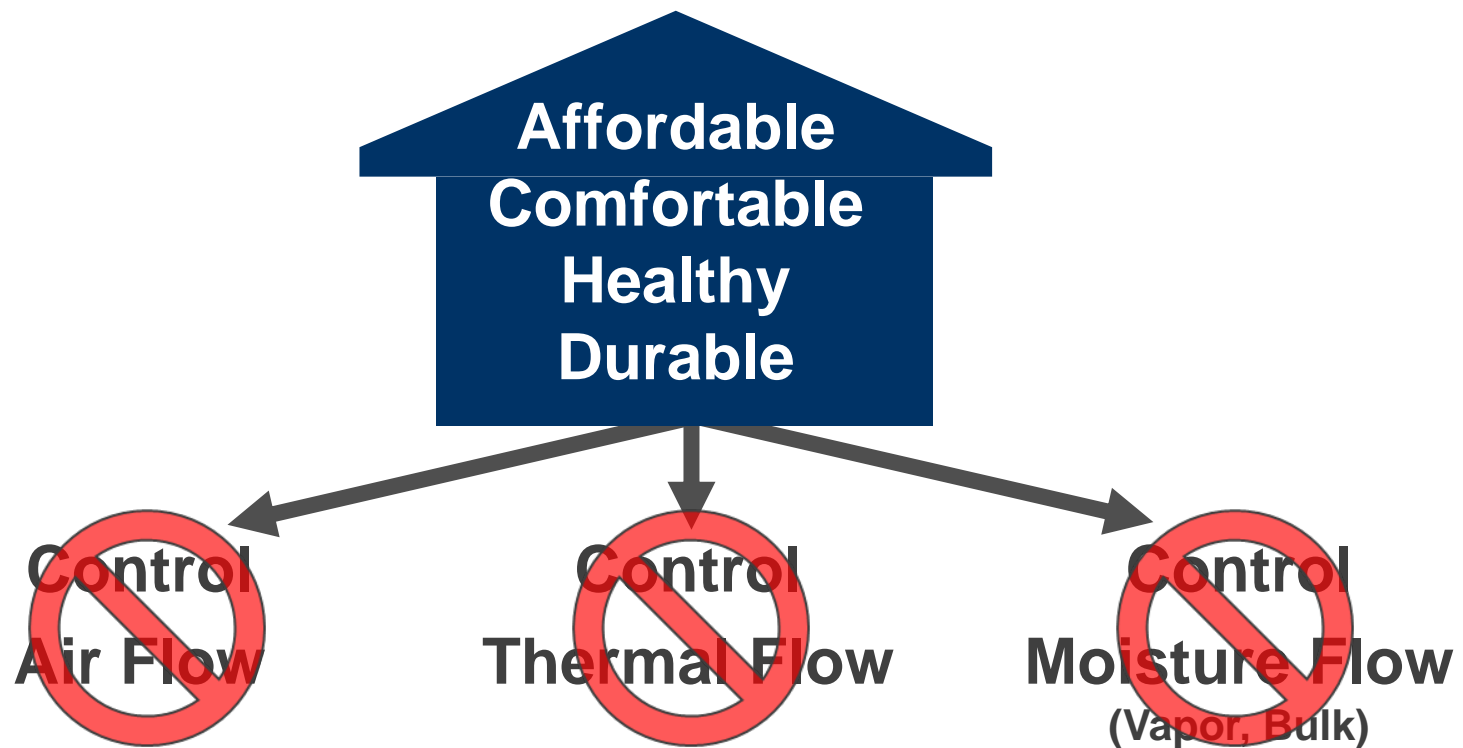 Affordable
Comfortable
Healthy
Durable
Control
Air Flow
Control
Thermal Flow
Control
Moisture Flow
(Vapor, Bulk)